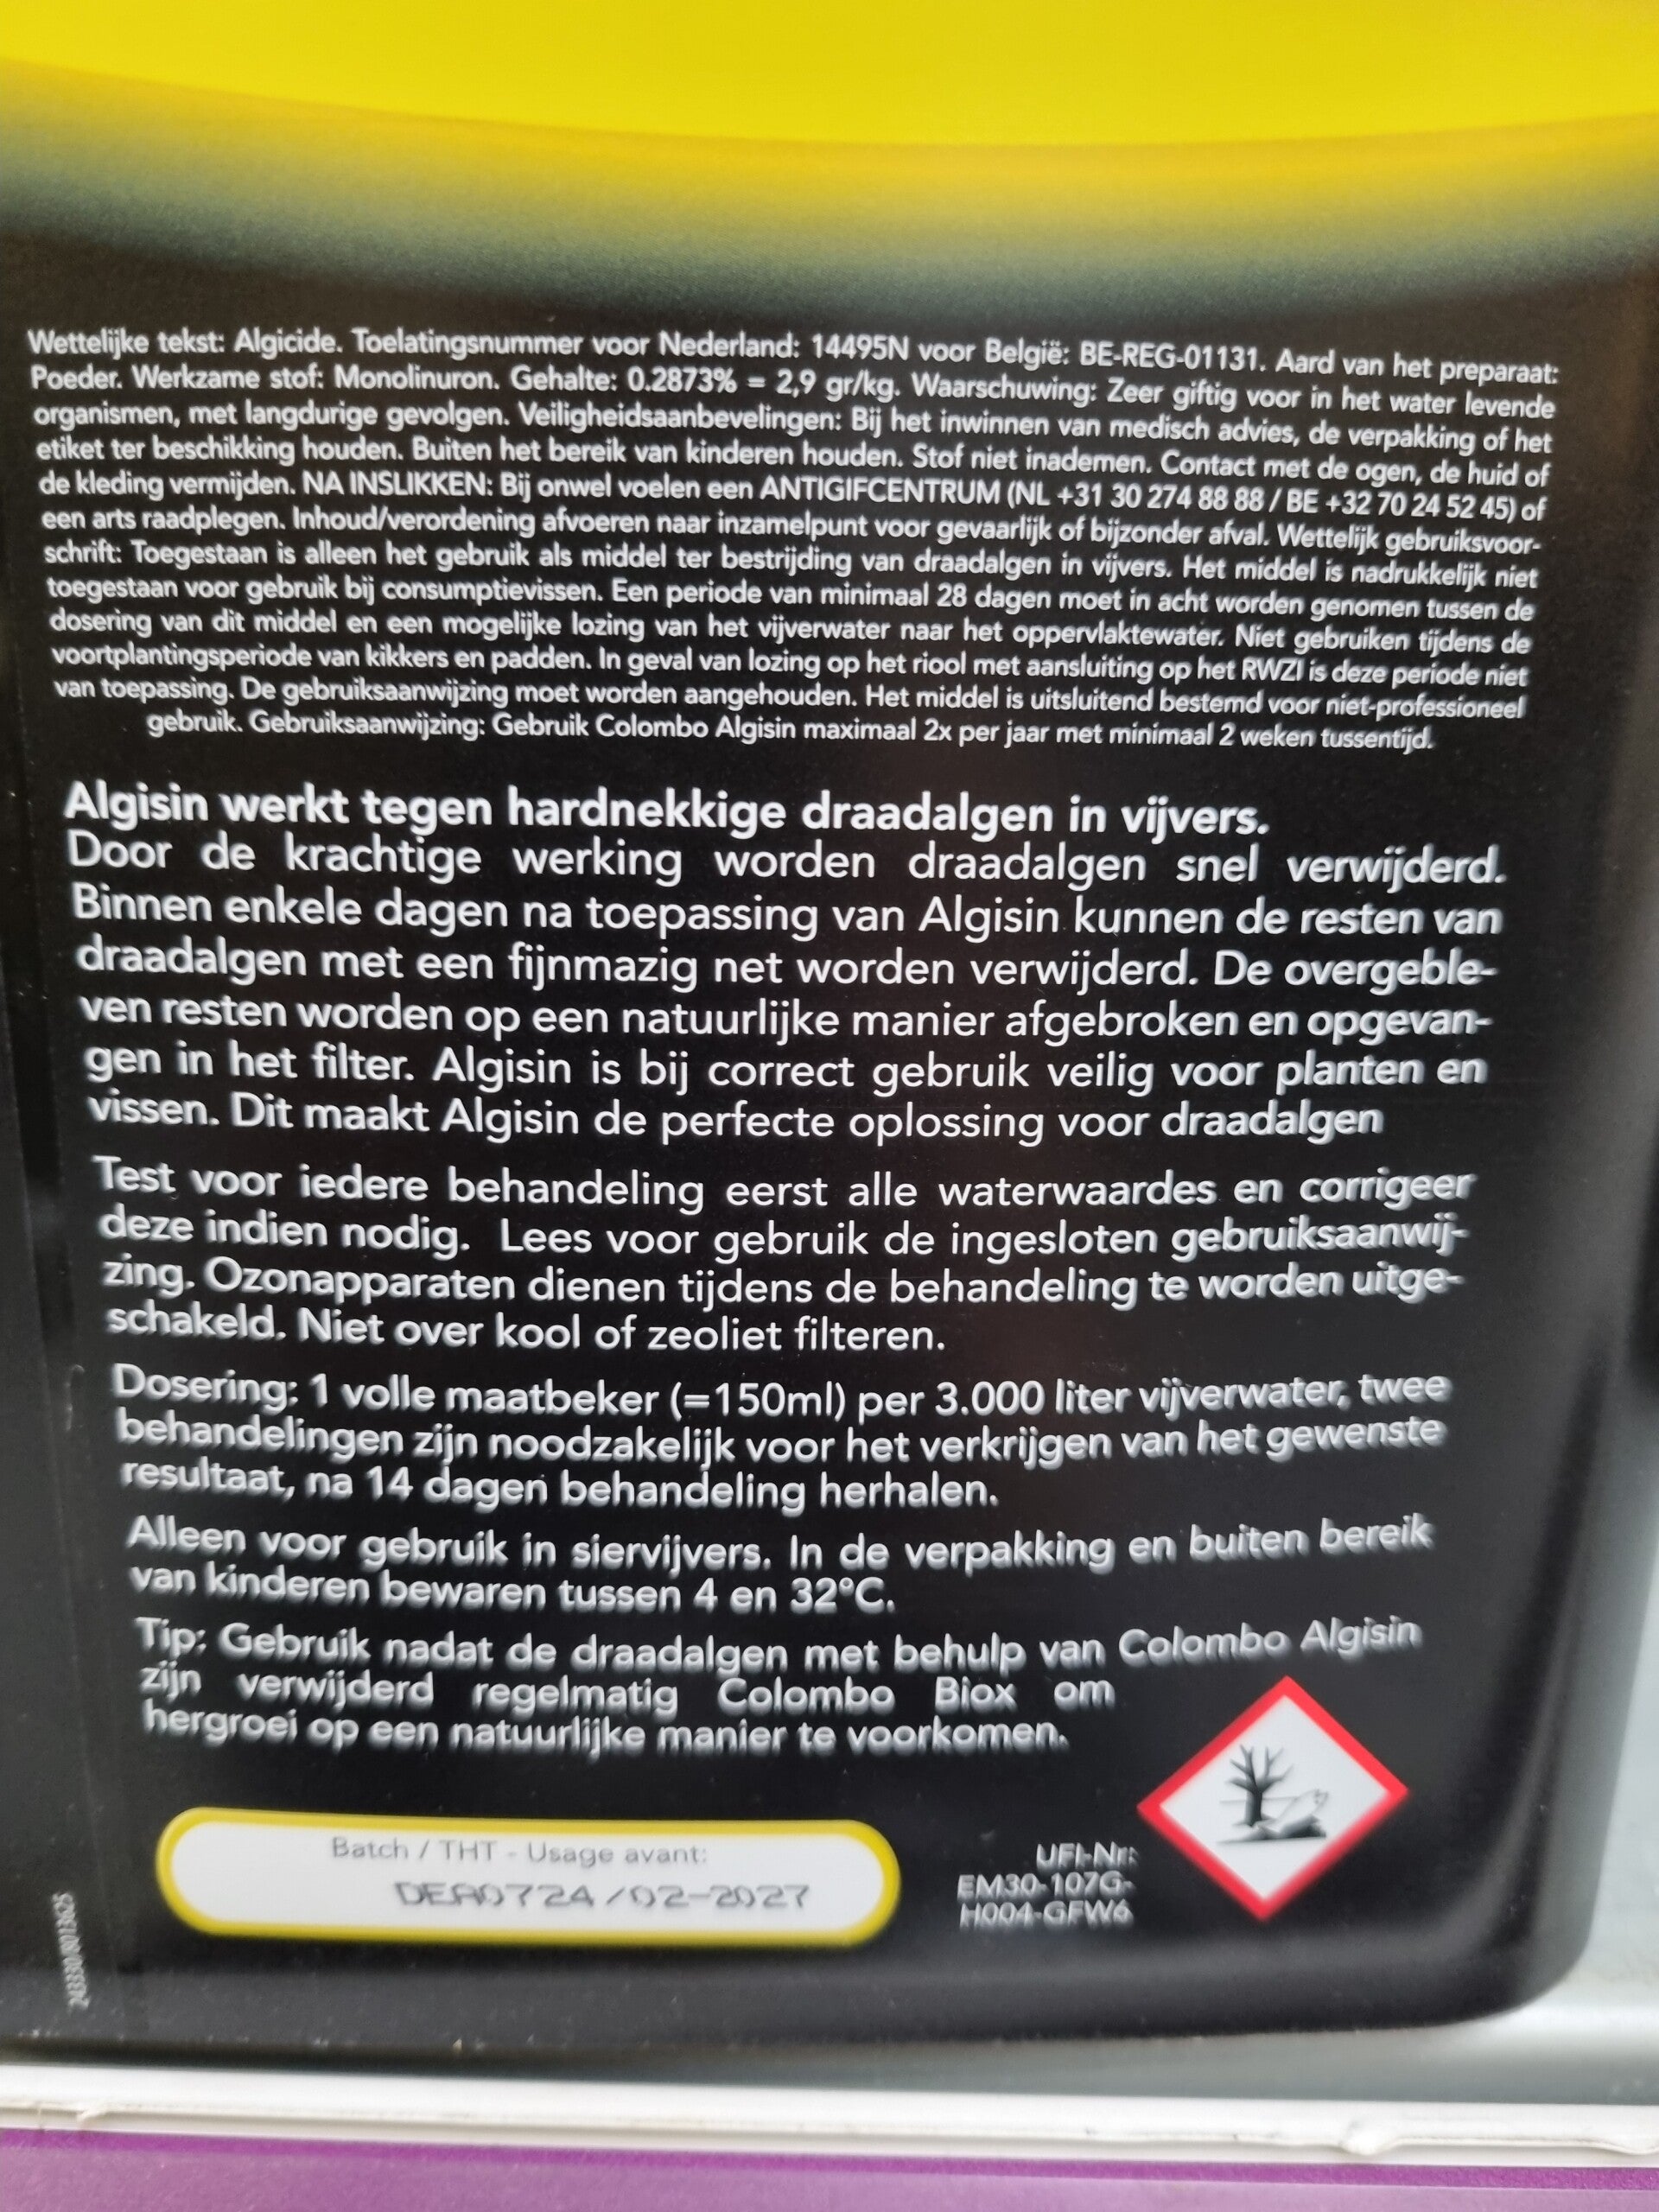 Wettelijke tekst: Algicide. Toelatingsnummer voor Nederland: 14495N voor België: BE-REG-01131. Aard van het preparaat:
Poeder. Werkzame stof: Monolinuron. Gehalte: 0.2873% = 2,9 gr/kg. Waarschuwing: Zeer giftig voor in het water levende
organismen, met langdurige gevolgen. Veiligheidsaanbevelingen: Bij het inwinnen van medisch advies, de verpakking of het
etiket ter beschikking houden. Buiten het bereik van kinderen houden. Stof niet inademen. Contact met de ogen, de huid of
de kleding vermijden. NA INSLIKKEN: Bij onwel voelen een ANTIGIFCENTRUM (NL +31 30 274 88 88 / BE +32 70 24 52 45) of
een arts raadplegen. Inhoud/verordening afvoeren naar inzamelpunt voor gevaarlijk of bijzonder afval. Wettelijk gebruiksvoor-
schrift: Toegestaan is alleen het gebruik als middel ter bestrijding van draadalgen in vijvers. Het middel is nadrukkelijk niet
toegestaan voor gebruik bij consumptievissen. Een periode van minimaal 28 dagen moet in acht worden genomen tussen de
dosering van dit middel en een mogelijke lozing van het vijverwater naar het oppervlaktewater. Niet gebruiken tijdens de
voortplantingsperiode van kikkers en padden. In geval van lozing op het riool met aansluiting op het RWZI is deze periode niet
van toepassing. De gebruiksaanwijzing moet worden aangehouden. Het middel is uitsluitend bestemd voor niet-professioneel
gebruik. Gebruiksaanwijzing: Gebruik Colombo Algisin maximaal 2x per jaar met minimaal 2 weken tussentijd.
Algisin werkt tegen hardnekkige draadalgen in vijvers.
Door de krachtige werking worden draadalgen snel verwijderd.
Binnen enkele dagen na toepassing van Algisin kunnen de resten van
draadalgen met een fijnmazig net worden verwijderd. De overgeble-
ven resten worden op een natuurlijke manier afgebroken en opgevan-
gen in het filter. Algisin is bij correct gebruik veilig voor planten en
vissen. Dit maakt Algisin de perfecte oplossing voor draadalgen
Test voor iedere behandeling eerst alle waterwaardes en corrigeer
deze indien nodig. Lees voor gebruik de ingesloten gebruiksaanwij-
zing. Ozonapparaten dienen tijdens de behandeling te worden uitge-
schakeld. Niet over kool of zeoliet filteren.
Dosering: 1 volle maatbeker (=150ml) per 3.000 liter vijverwater, twee
behandelingen zijn noodzakelijk voor het verkrijgen van het gewenste
resultaat, na 14 dagen behandeling herhalen.
Alleen voor gebruik in siervijvers. In de verpakking en buiten bereik
van kinderen bewaren tussen 4 en 32°C.
Tip: Gebruik nadat de draadalgen met behulp van Colombo Algisin
zijn verwijderd regelmatig Colombo Biox om
hergroei op een natuurlijke manier te voorkomen.
Batch / THT - Usage avant:
DEA0724/02-2027
UFI-Nr:
EM30-107G-
H004-GFW6